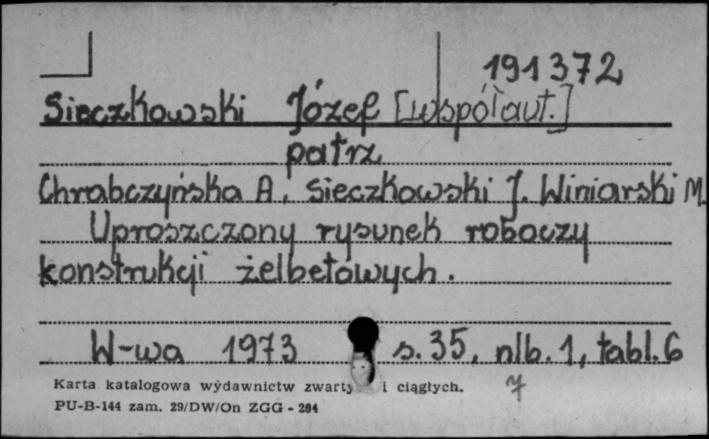 191372
Sieczkowski Józef [współaut.]
patrz
Chrabczyńska A, Sieczkowski J. Winiarski M.
Uproszczony rysunek roboczy
konstrukcji żelbetowych.
W-wa 1973 s. 35, nlb. 1, tabl. 6
Karta katalogowa wydawnictw i ciągłych. 7
PU-B-144 zam. 29/DW/On ZGG - 204